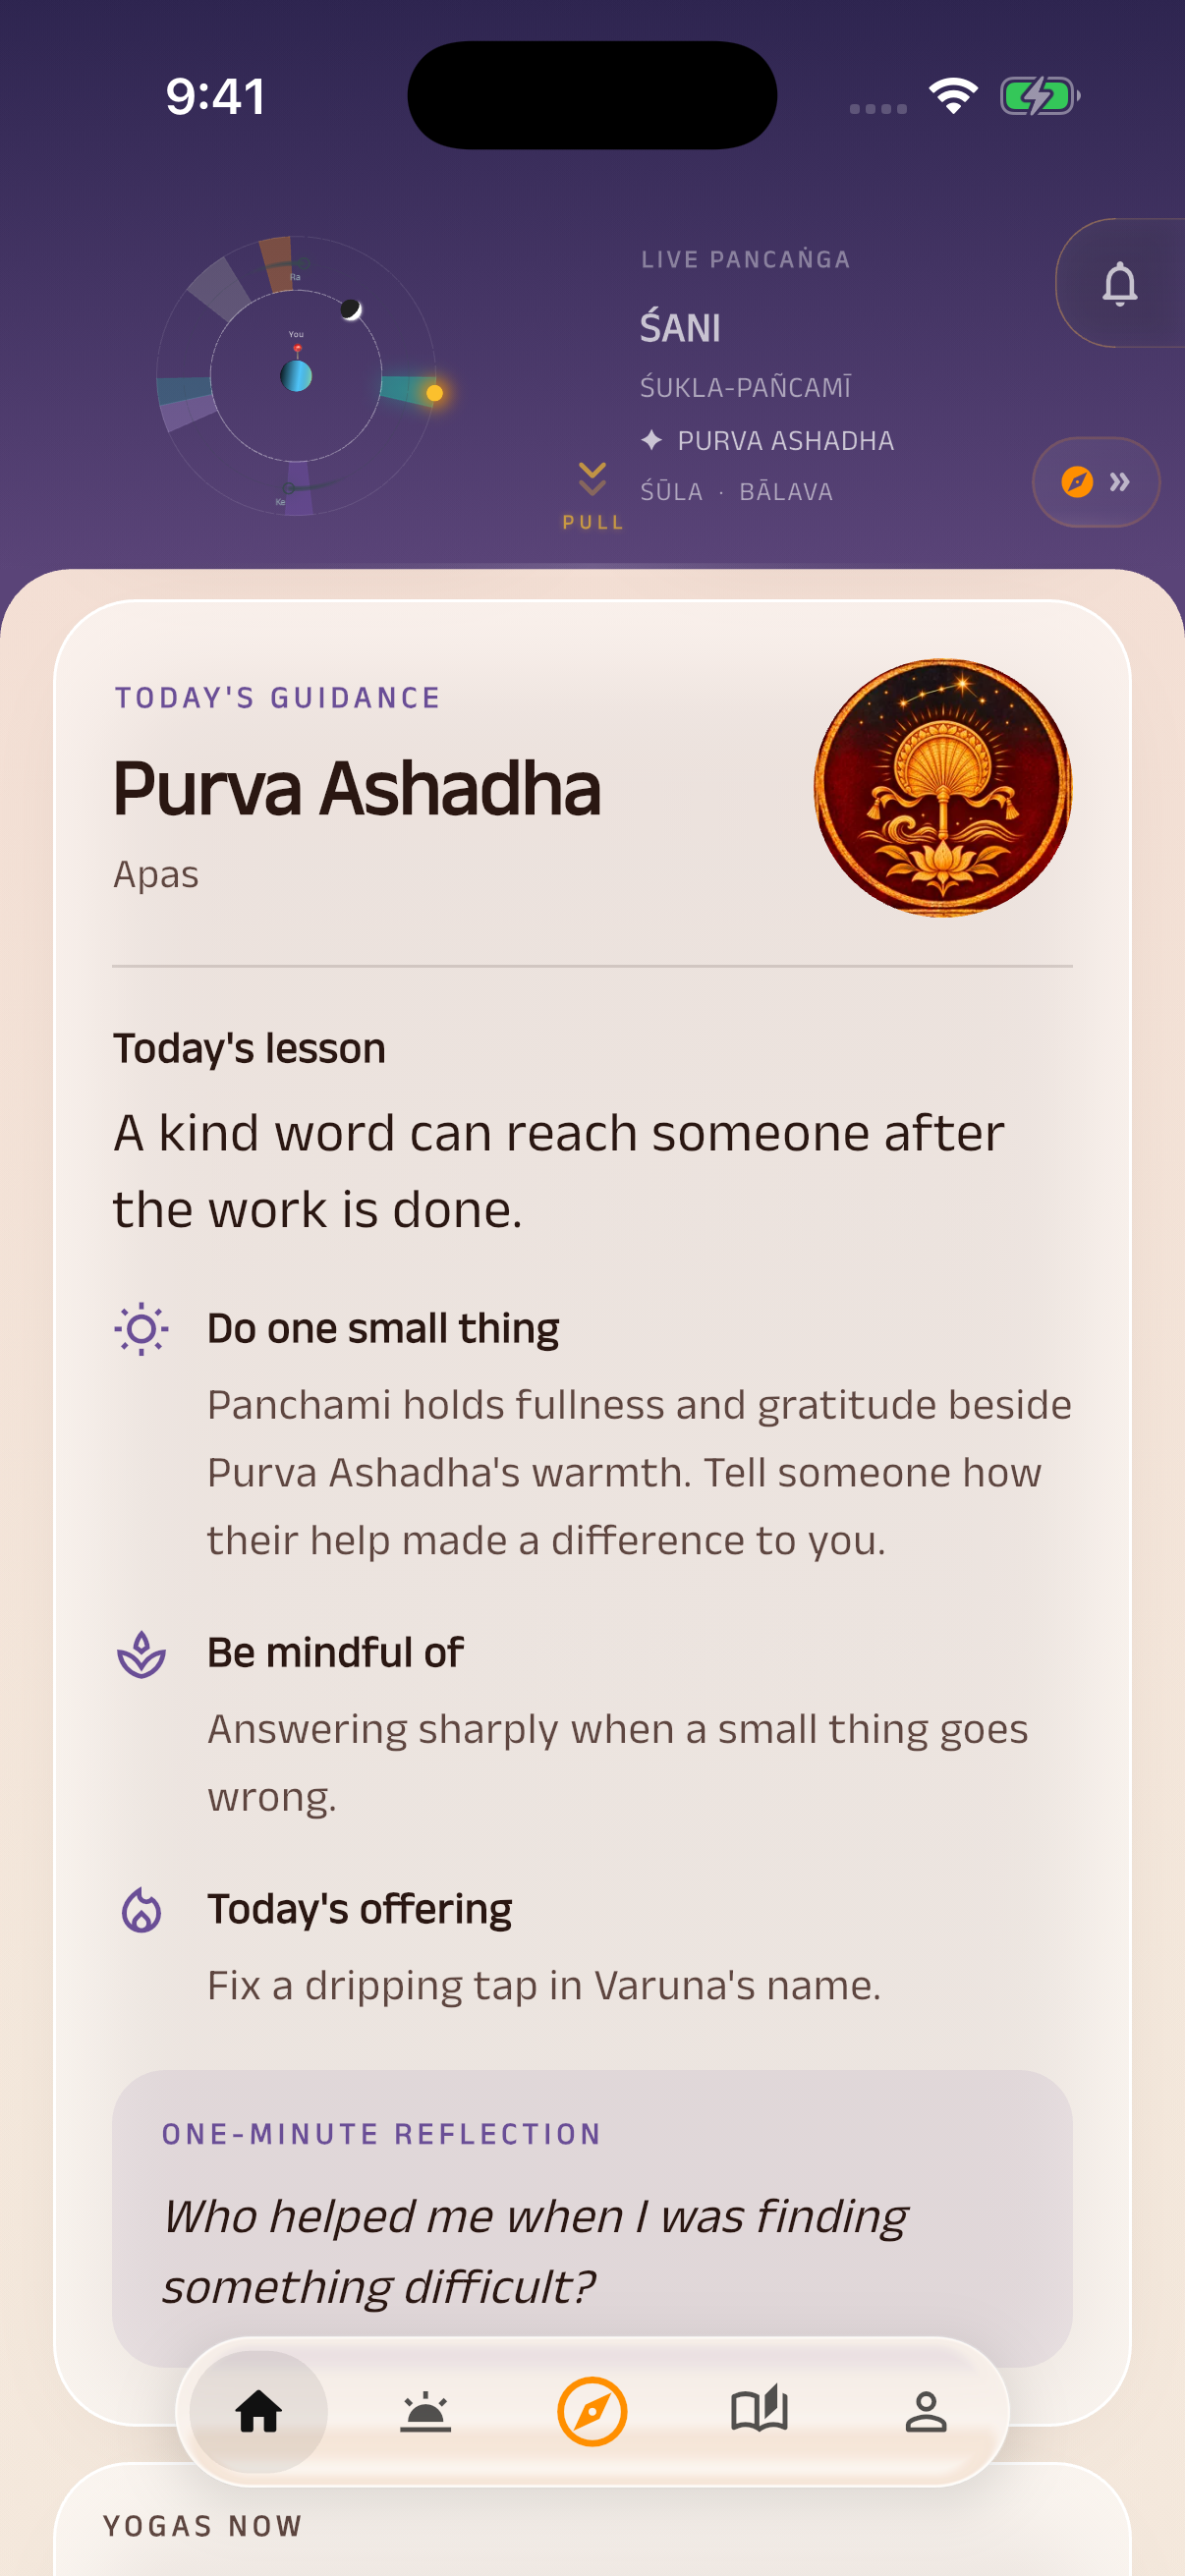 9:41
LIVE PANCAṄGA
ŚANI
ŚUKLA-PAÑCAMĪ
✦ PURVA ASHADHA
ŚŪLA · BĀLAVA
Ra
You
Ke
PULL
TODAY'S GUIDANCE
Purva Ashadha
Apas
Today's lesson
A kind word can reach someone after
the work is done.
Do one small thing
Panchami holds fullness and gratitude beside
Purva Ashadha's warmth. Tell someone how
their help made a difference to you.
Be mindful of
Answering sharply when a small thing goes
wrong.
Today's offering
Fix a dripping tap in Varuna's name.
ONE-MINUTE REFLECTION
Who helped me when I was finding
something difficult?
YOGAS NOW